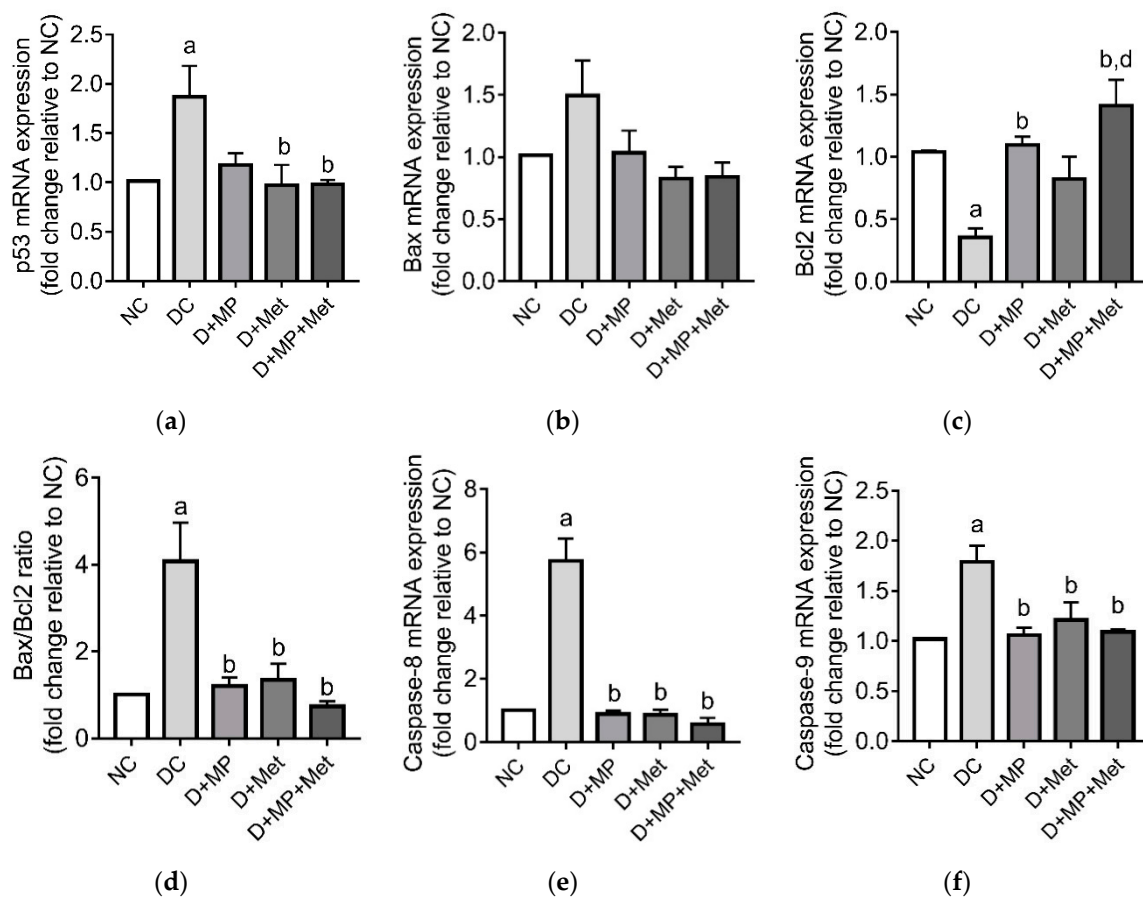 p53 mRNA expression
(fold change relative to NC)
2.5
2.0
1.5
1.0
0.5
0.0
a
b
b
NC
DC
D+MP
D+Met
D+MP+Met
(a)
Bax mRNA expression
(fold change relative to NC)
2.0
1.5
1.0
0.5
0.0
NC
DC
D+MP
D+Met
D+MP+Met
(b)
Bcl2 mRNA expression
(fold change relative to NC)
2.0
1.5
1.0
0.5
0.0
a
b
b,d
NC
DC
D+MP
D+Met
D+MP+Met
(c)
Bax/Bcl2 ratio
(fold change relative to NC)
6
4
2
0
a
b
b
b
NC
DC
D+MP
D+Met
D+MP+Met
(d)
Caspase-8 mRNA expression
(fold change relative to NC)
8
6
4
2
0
a
b
b
b
NC
DC
D+MP
D+Met
D+MP+Met
(e)
Caspase-9 mRNA expression
(fold change relative to NC)
2.5
2.0
1.5
1.0
0.5
0.0
a
b
b
b
NC
DC
D+MP
D+Met
D+MP+Met
(f)